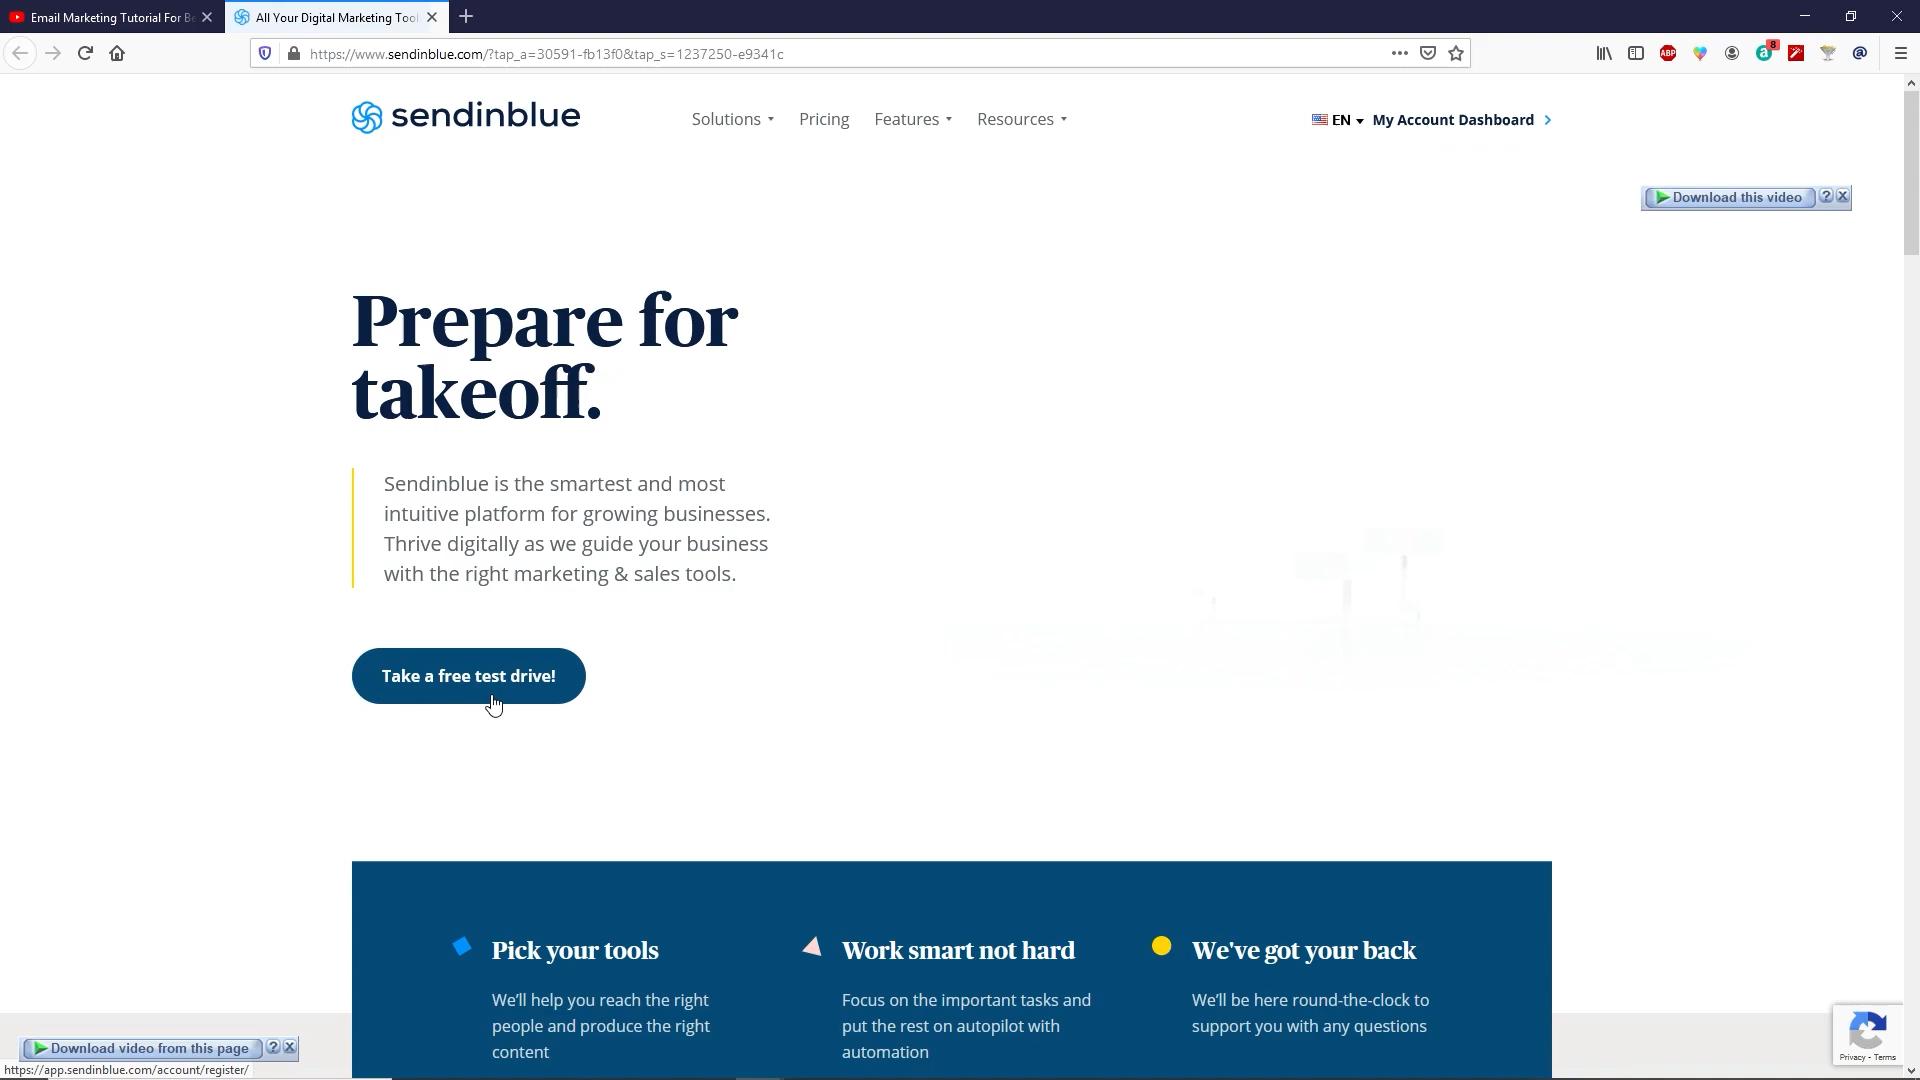 Email Marketing Tutorial For Be
All Your Digital Marketing Tool
https://www.sendinblue.com/?tap_a=30591-fb13f0&tap_s=1237250-e9341c
ABP
8
sendinblue
Solutions
Pricing
Features
Resources
EN
My Account Dashboard
Download this video
Prepare for
takeoff.
Sendinblue is the smartest and most
intuitive platform for growing businesses.
Thrive digitally as we guide your business
with the right marketing & sales tools.
Take a free test drive!
Pick your tools
We'll help you reach the right
people and produce the right
content
Work smart not hard
Focus on the important tasks and
put the rest on autopilot with
automation
We've got your back
We'll be here round-the-clock to
support you with any questions
Download video from this page
https://app.sendinblue.com/account/register/
Privacy - Terms